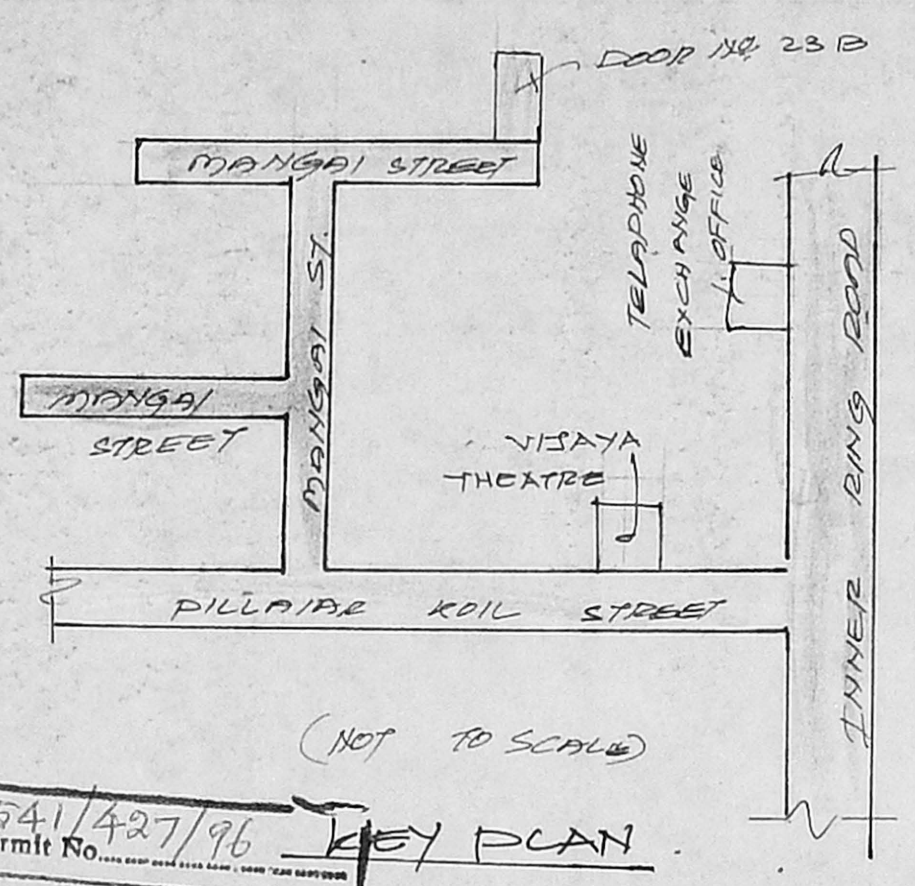 DOOR NO. 23 B
MANGAI STREET
TELAPHONE
EXCHANGE
OFFICE
MANGAI ST.
INNER RING ROAD
MANGAI
STREET
VIJAYA
THEATRE
PILLAIAR KOIL STREET
(NOT TO SCALE)
541/427/96
rmit No.
KEY PLAN